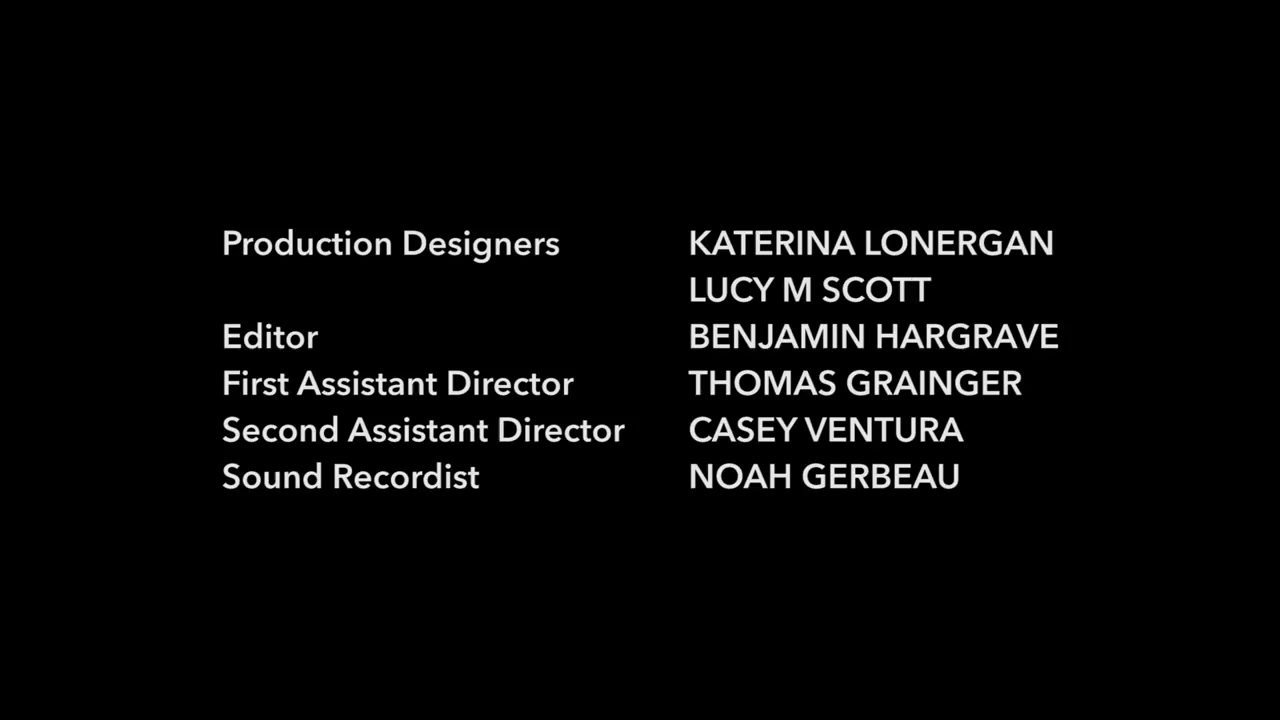 Production Designers KATERINA LONERGAN
LUCY M SCOTT
Editor BENJAMIN HARGRAVE
First Assistant Director THOMAS GRAINGER
Second Assistant Director CASEY VENTURA
Sound Recordist NOAH GERBEAU